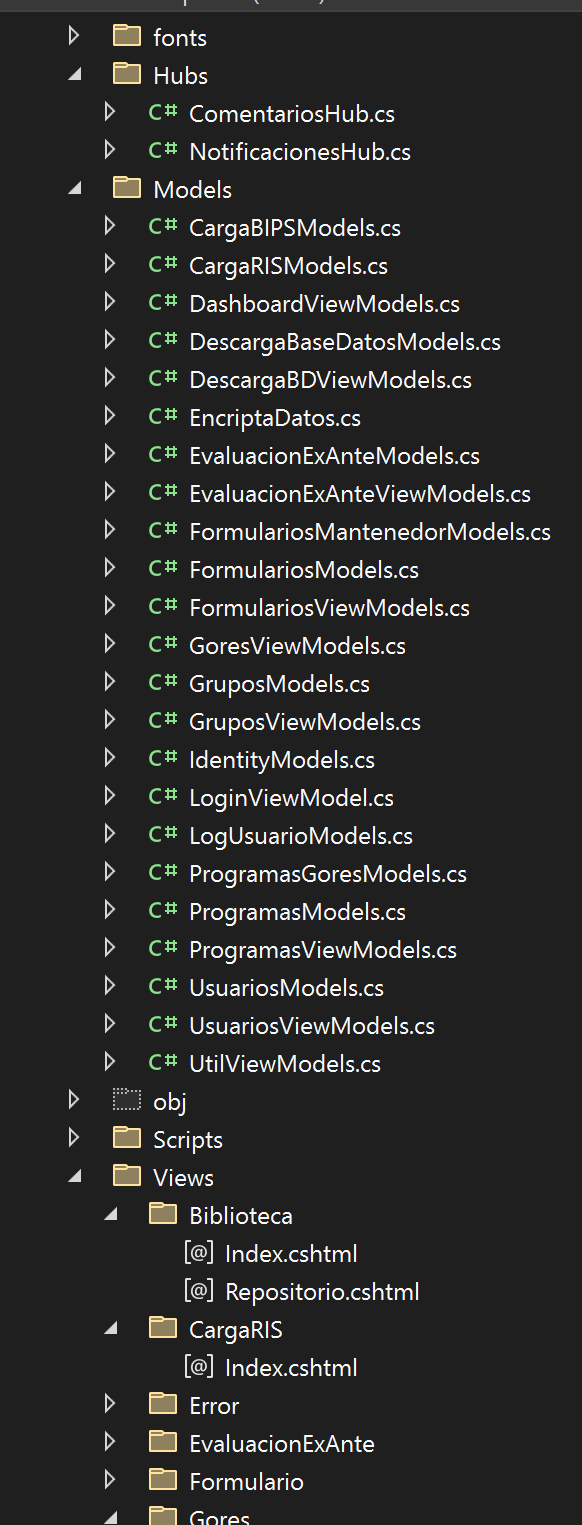 fonts
Hubs
C# ComentariosHub.cs
C# NotificacionesHub.cs
Models
C# CargaBIPSModels.cs
C# CargaRISModels.cs
C# DashboardViewModels.cs
C# DescargaBaseDatosModels.cs
C# DescargaBDViewModels.cs
C# EncriptaDatos.cs
C# EvaluacionExAnteModels.cs
C# EvaluacionExAnteViewModels.cs
C# FormulariosMantenedorModels.cs
C# FormulariosModels.cs
C# FormulariosViewModels.cs
C# GoresViewModels.cs
C# GruposModels.cs
C# GruposViewModels.cs
C# IdentityModels.cs
C# LoginViewModel.cs
C# LogUsuarioModels.cs
C# ProgramasGoresModels.cs
C# ProgramasModels.cs
C# ProgramasViewModels.cs
C# UsuariosModels.cs
C# UsuariosViewModels.cs
C# UtilViewModels.cs
obj
Scripts
Views
Biblioteca
[@] Index.cshtml
[@] Repositorio.cshtml
CargaRIS
[@] Index.cshtml
Error
EvaluacionExAnte
Formulario
Gores